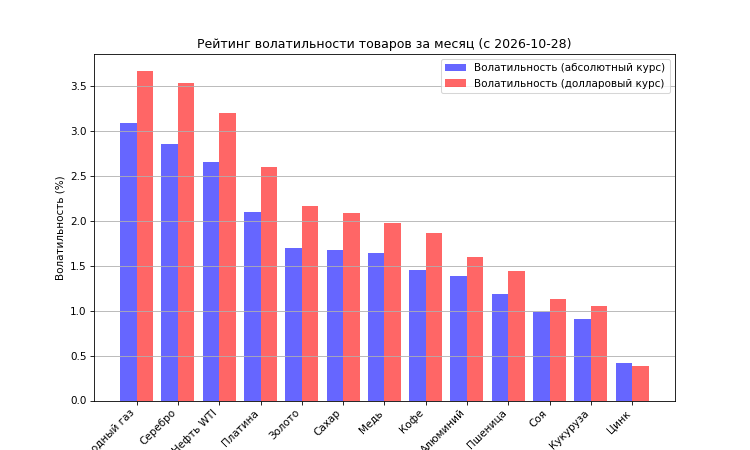 Рейтинг волатильности товаров за месяц (с 2026-10-28)
Волатильность (абсолютный курс)
Волатильность (долларовый курс)
Волатильность (%)
3.5
3.0
2.5
2.0
1.5
1.0
0.5
0.0
газ
Серебро
Нефть WTI
Платина
Золото
Сахар
Медь
Кофе
Алюминий
Пшеница
Соя
Кукуруза
Цинк